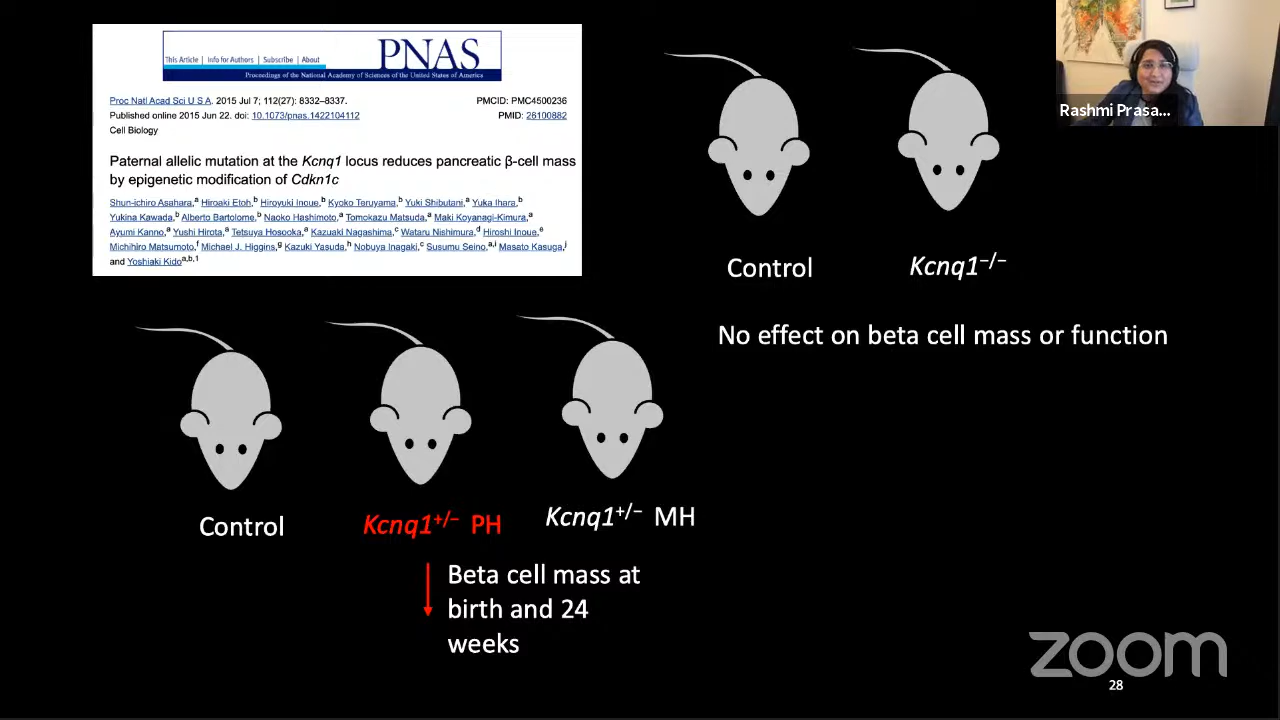 This Article | Info for Authors | Subscribe | About
PNAS
Proceedings of the National Academy of Sciences of the United States of America
Proc Natl Acad Sci U S A. 2015 Jul 7; 112(27): 8332–8337.
PMCID: PMC4500236
Published online 2015 Jun 22. doi: 10.1073/pnas.1422104112
PMID: 26100882
Cell Biology
Paternal allelic mutation at the Kcnq1 locus reduces pancreatic β-cell mass
by epigenetic modification of Cdkn1c
Shun-ichiro Asahara,a Hiroaki Etoh,b Hiroyuki Inoue,b Kyoko Teruyama,b Yuki Shibutani,a Yuka Ihara,b
Yukina Kawada,b Alberto Bartolome,b Naoko Hashimoto,a Tomokazu Matsuda,a Maki Koyanagi-Kimura,a
Ayumi Kanno,a Yushi Hirota,a Tetsuya Hosooka,a Kazuaki Nagashima,c Wataru Nishimura,d Hiroshi Inoue,e
Michihiro Matsumoto,f Michael J. Higgins,g Kazuki Yasuda,h Nobuya Inagaki,c Susumu Seino,a,i Masato Kasuga,j
and Yoshiaki Kidoa,b,1
Rashmi Prasa...
Control
Kcnq1−/−
No effect on beta cell mass or function
Control
Kcnq1+/− PH
Kcnq1+/− MH
Beta cell mass at
birth and 24
weeks
zoom
28